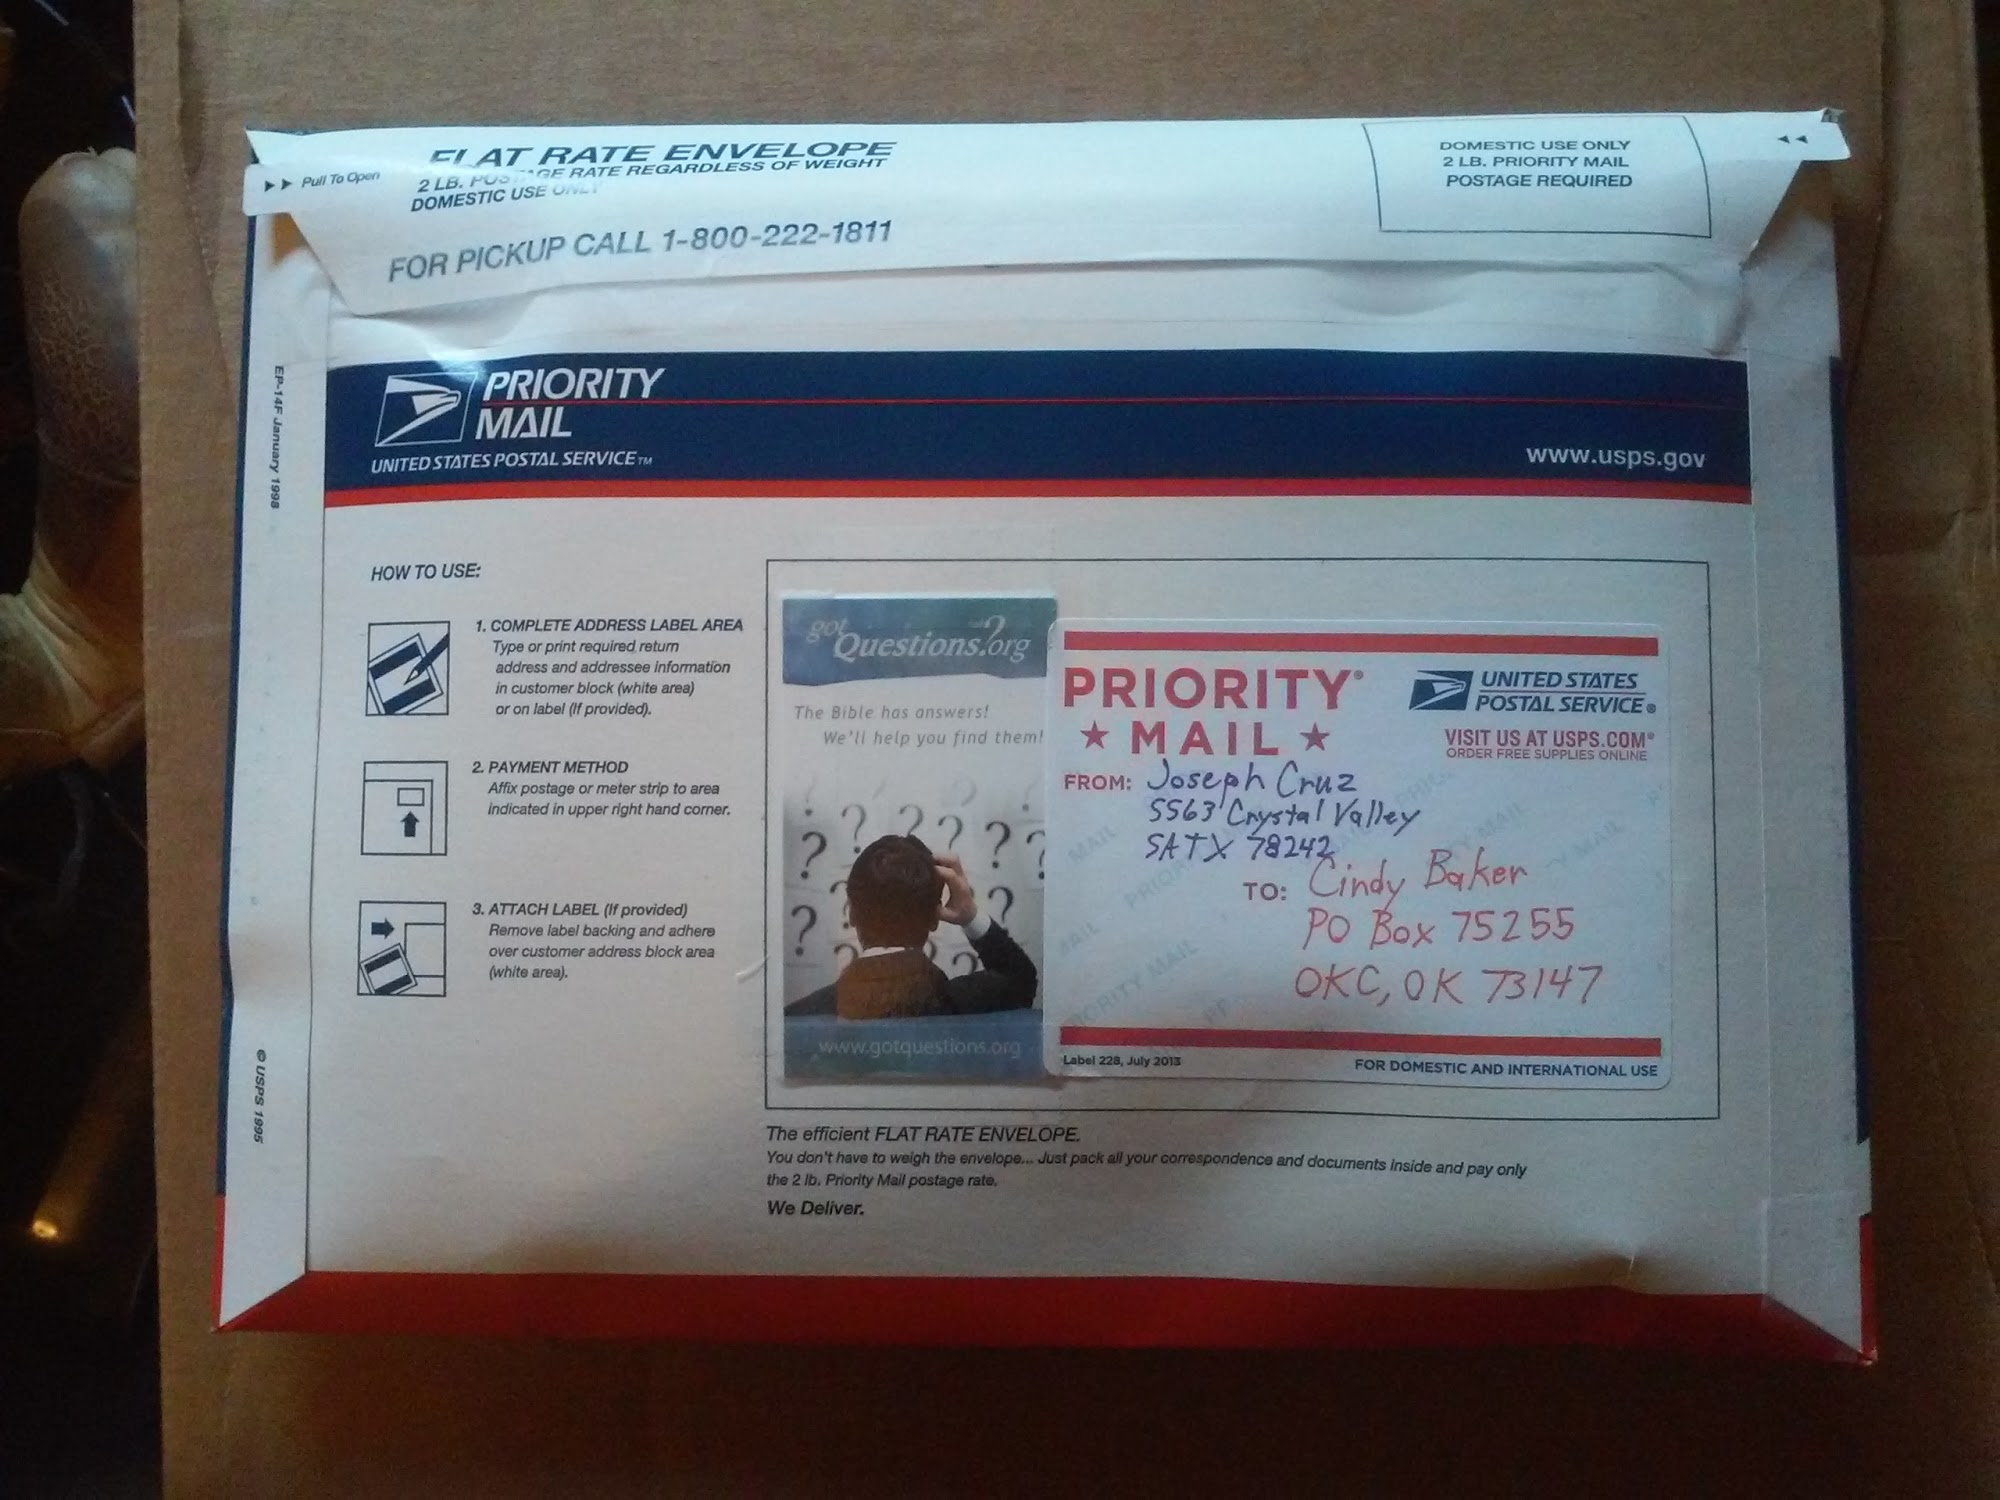 FLAT RATE ENVELOPE
2 LB. POSTAGE RATE REGARDLESS OF WEIGHT
DOMESTIC USE ONLY
Pull To Open
FOR PICKUP CALL 1-800-222-1811
DOMESTIC USE ONLY
2 LB. PRIORITY MAIL
POSTAGE REQUIRED
EP-14F January 1998
© USPS 1995
PRIORITY
MAIL
UNITED STATES POSTAL SERVICE™
www.usps.gov
HOW TO USE:
1. COMPLETE ADDRESS LABEL AREA
Type or print required return
address and addressee information
in customer block (white area)
or on label (If provided).
2. PAYMENT METHOD
Affix postage or meter strip to area
indicated in upper right hand corner.
3. ATTACH LABEL (If provided)
Remove label backing and adhere
over customer address block area
(white area).
got
Questions?org
The Bible has answers!
We'll help you find them!
www.gotquestions.org
PRIORITY®
★ MAIL ★
UNITED STATES
POSTAL SERVICE®
VISIT US AT USPS.COM®
ORDER FREE SUPPLIES ONLINE
FROM: Joseph Cruz
5563 Crystal Valley
SATX 78242
TO: Cindy Baker
PO Box 75255
OKC, OK 73147
Label 228, July 2013
FOR DOMESTIC AND INTERNATIONAL USE
The efficient FLAT RATE ENVELOPE.
You don't have to weigh the envelope... Just pack all your correspondence and documents inside and pay only
the 2 lb. Priority Mail postage rate.
We Deliver.